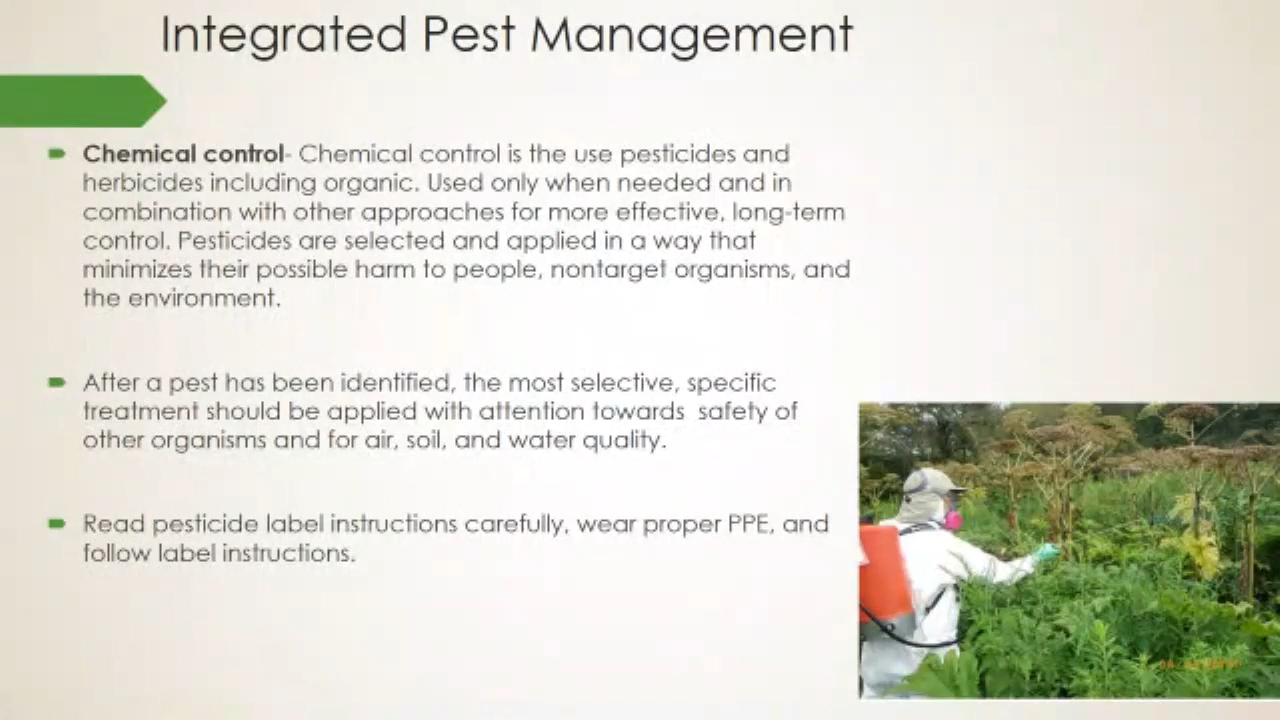 Integrated Pest Management
Chemical control- Chemical control is the use pesticides and
herbicides including organic. Used only when needed and in
combination with other approaches for more effective, long-term
control. Pesticides are selected and applied in a way that
minimizes their possible harm to people, nontarget organisms, and
the environment.
After a pest has been identified, the most selective, specific
treatment should be applied with attention towards  safety of
other organisms and for air, soil, and water quality.
Read pesticide label instructions carefully, wear proper PPE, and
follow label instructions.